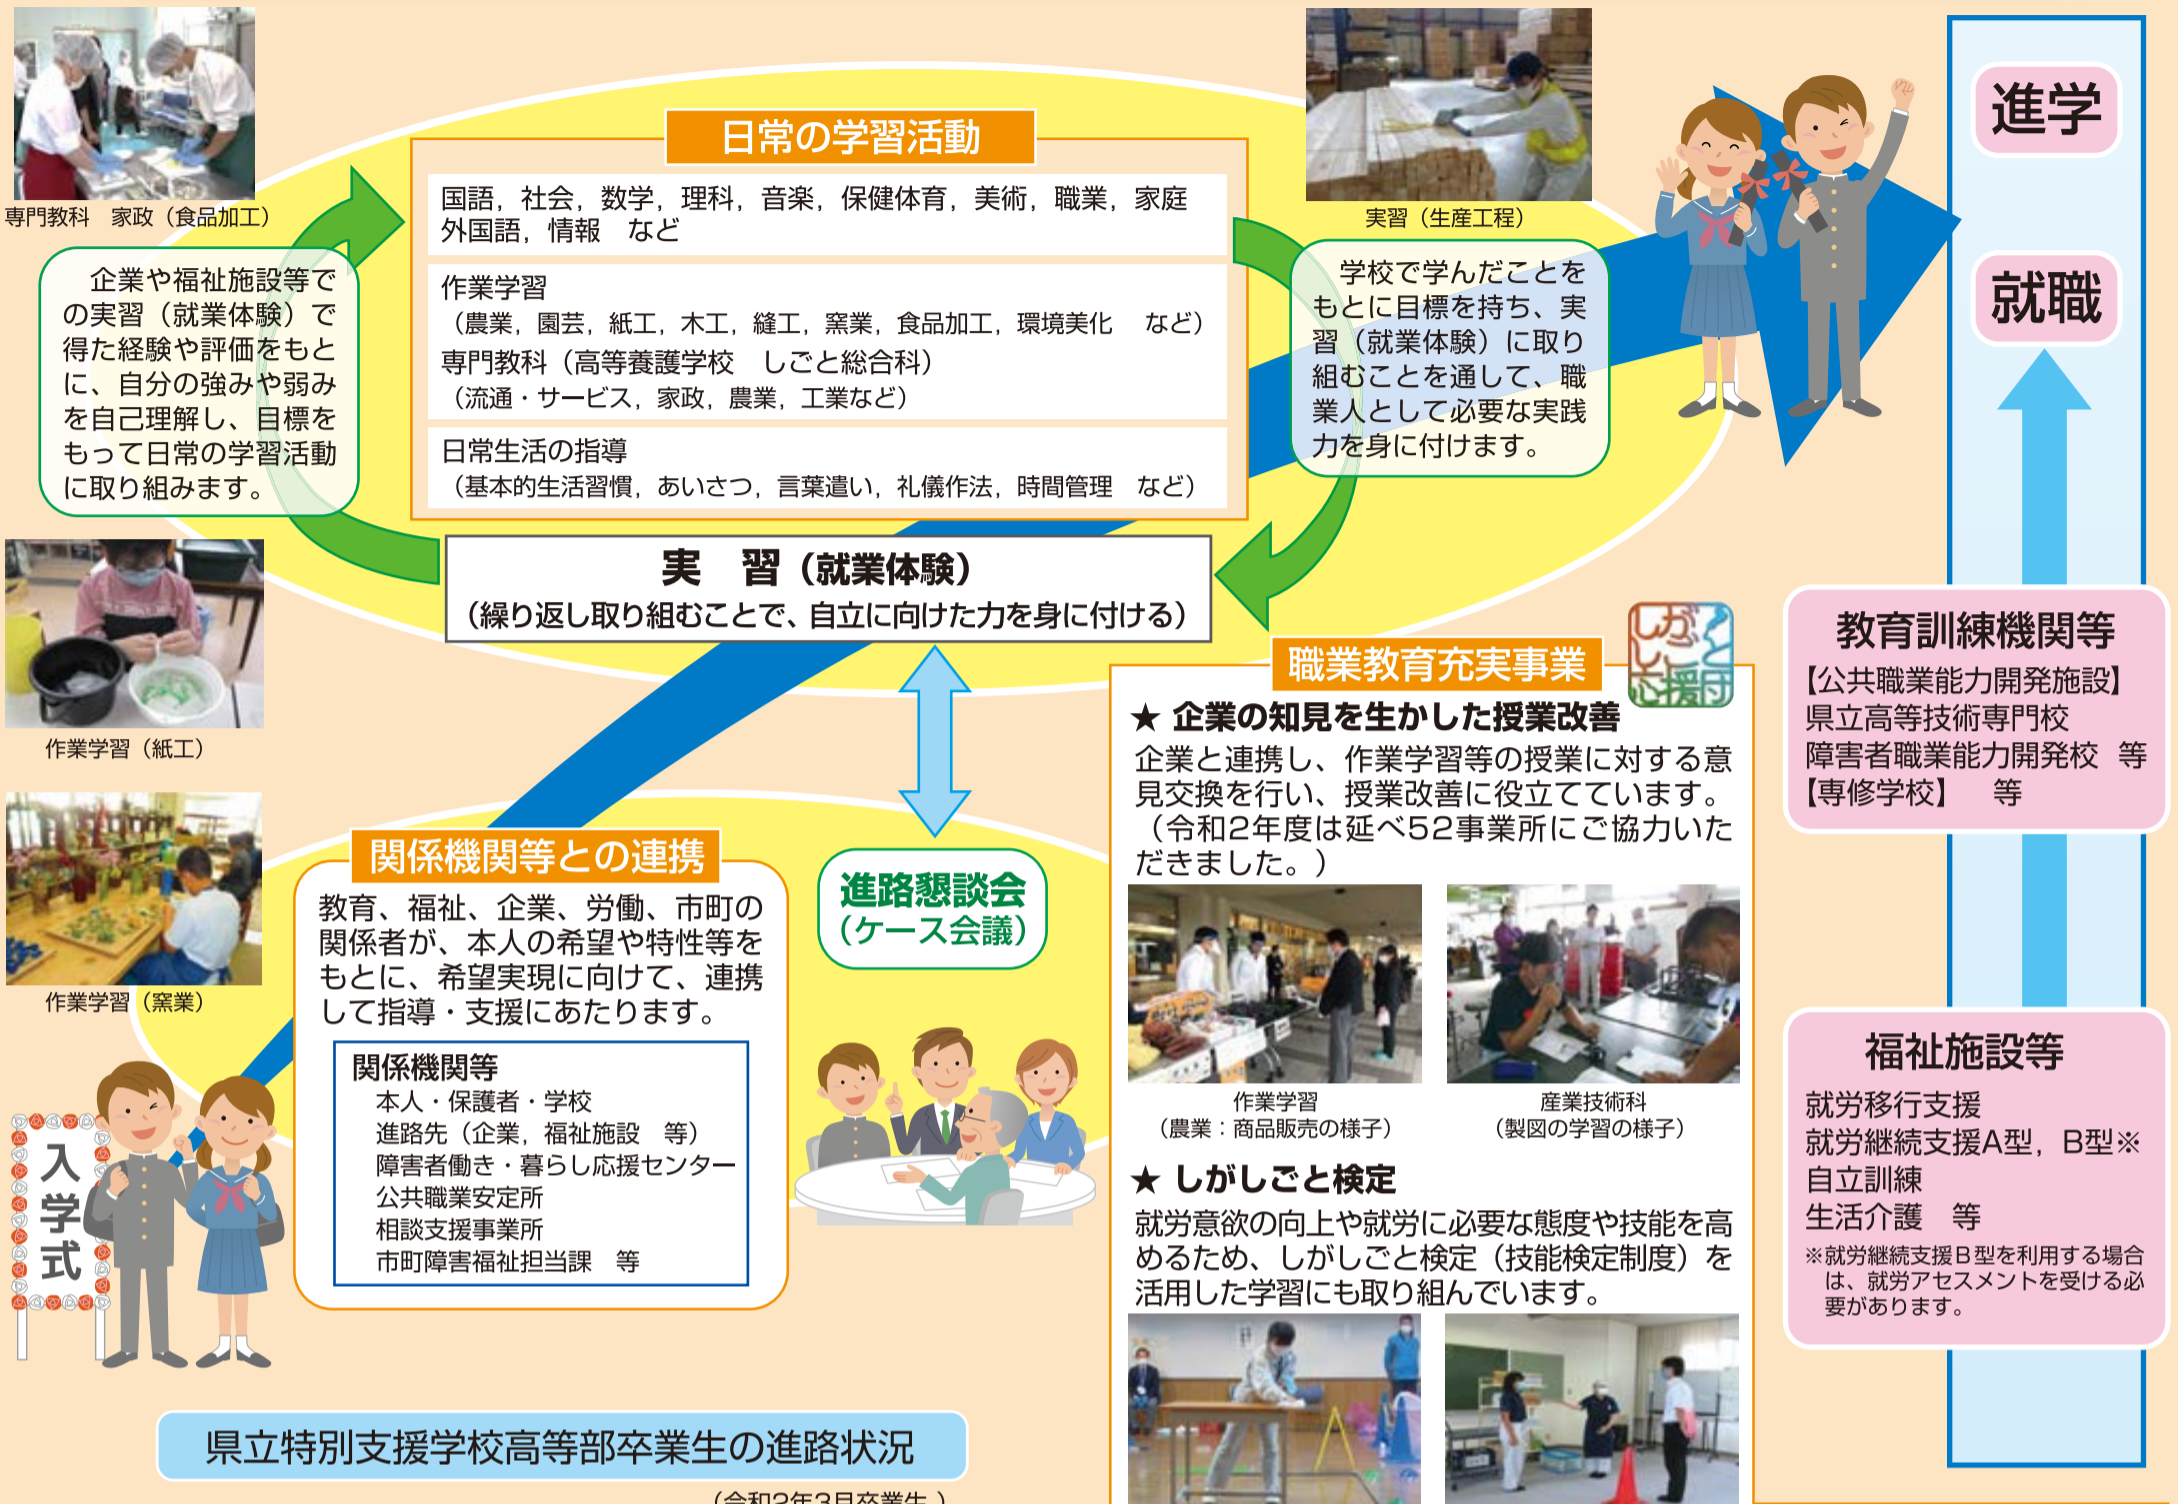 専門教科　家政（食品加工）
企業や福祉施設等で
の実習（就業体験）で
得た経験や評価をもと
に、自分の強みや弱み
を自己理解し、目標を
もって日常の学習活動
に取り組みます。
作業学習（紙工）
作業学習（窯業）
日常の学習活動
国語，社会，数学，理科，音楽，保健体育，美術，職業，家庭
外国語，情報　など
作業学習
（農業，園芸，紙工，木工，縫工，窯業，食品加工，環境美化　など）
専門教科（高等養護学校　しごと総合科）
（流通・サービス，家政，農業，工業など）
日常生活の指導
（基本的生活習慣，あいさつ，言葉遣い，礼儀作法，時間管理　など）
実　習（就業体験）
（繰り返し取り組むことで、自立に向けた力を身に付ける）
実習（生産工程）
学校で学んだことを
もとに目標を持ち、実
習（就業体験）に取り
組むことを通して、職
業人として必要な実践
力を身に付けます。
進学
就職
教育訓練機関等
【公共職業能力開発施設】
県立高等技術専門校
障害者職業能力開発校　等
【専修学校】　等
福祉施設等
就労移行支援
就労継続支援A型，B型※
自立訓練
生活介護　等
※就労継続支援B型を利用する場合
は、就労アセスメントを受ける必
要があります。
関係機関等との連携
教育、福祉、企業、労働、市町の
関係者が、本人の希望や特性等を
もとに、希望実現に向けて、連携
して指導・支援にあたります。
関係機関等
本人・保護者・学校
進路先（企業，福祉施設　等）
障害者働き・暮らし応援センター
公共職業安定所
相談支援事業所
市町障害福祉担当課　等
進路懇談会
（ケース会議）
入学式
職業教育充実事業
しがしごと応援団
★ 企業の知見を生かした授業改善
企業と連携し、作業学習等の授業に対する意
見交換を行い、授業改善に役立てています。
（令和2年度は延べ52事業所にご協力いた
だきました。）
作業学習
（農業：商品販売の様子）
産業技術科
（製図の学習の様子）
★ しがしごと検定
就労意欲の向上や就労に必要な態度や技能を高
めるため、しがしごと検定（技能検定制度）を
活用した学習にも取り組んでいます。
県立特別支援学校高等部卒業生の進路状況
（令和2年3月卒業生）